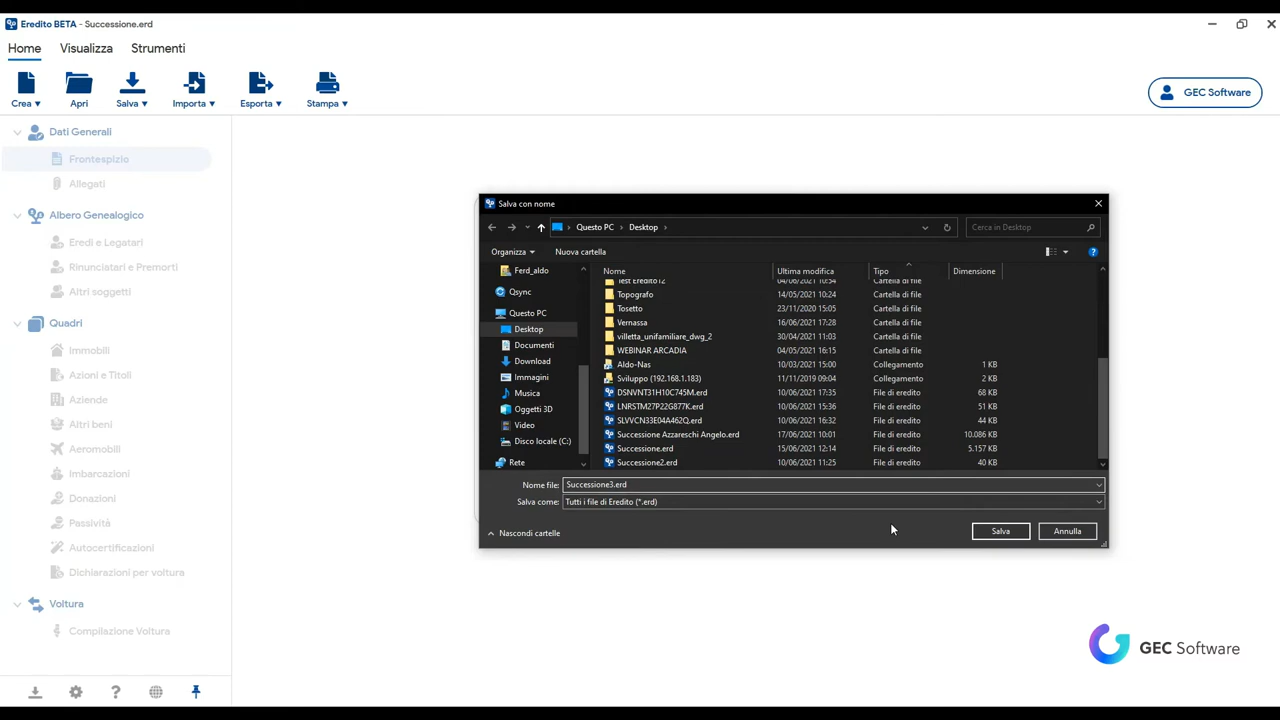 Eredito BETA - Successione.erd
Home Visualizza Strumenti
Crea Apri Salva Importa Esporta Stampa
GEC Software
Dati Generali
Frontespizio
Allegati
Albero Genealogico
Eredi e Legatari
Rinunciatari e Premorti
Altri soggetti
Quadri
Immobili
Azioni e Titoli
Aziende
Altri beni
Aeromobili
Imbarcazioni
Donazioni
Passività
Autocertificazioni
Dichiarazioni per voltura
Voltura
Compilazione Voltura
Salva con nome
Questo PC Desktop
Cerca in Desktop
Organizza Nuova cartella
Ferd_aldo
Qsync
Questo PC
Desktop
Documenti
Download
Immagini
Musica
Oggetti 3D
Video
Disco locale (C:)
Rete
Nome Ultima modifica Tipo Dimensione
Test Eredito12 04/06/2021 10:54 Cartella di file
Topografo 14/05/2021 10:24 Cartella di file
Tosetto 23/11/2020 15:05 Cartella di file
Vernassa 16/06/2021 17:28 Cartella di file
villetta_unifamiliare_dwg_2 30/04/2021 11:03 Cartella di file
WEBINAR ARCADIA 04/05/2021 16:15 Cartella di file
Aldo-Nas 10/03/2021 15:00 Collegamento 1 KB
Sviluppo (192.168.1.183) 11/11/2019 09:04 Collegamento 2 KB
DSNVNT31H10C745M.erd 10/06/2021 17:35 File di eredito 68 KB
LNRSTM27P22G877K.erd 10/06/2021 15:36 File di eredito 51 KB
SLVVCN33E04A462Q.erd 10/06/2021 16:32 File di eredito 44 KB
Successione Azzareschi Angelo.erd 17/06/2021 10:01 File di eredito 10.086 KB
Successione.erd 15/06/2021 12:14 File di eredito 5.157 KB
Successione2.erd 10/06/2021 11:25 File di eredito 40 KB
Nome file: Successione3.erd
Salva come: Tutti i file di Eredito (*.erd)
Nascondi cartelle
Salva Annulla
GEC Software